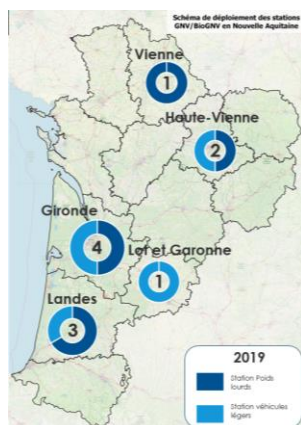 Schéma de déploiement des stations
GNV/BioGNV en Nouvelle Aquitaine
Vienne
1
Haute-Vienne
2
Gironde
4
Lot et Garonne
1
Landes
3
2019
Station Poids
lourds
Station véhicules
légers